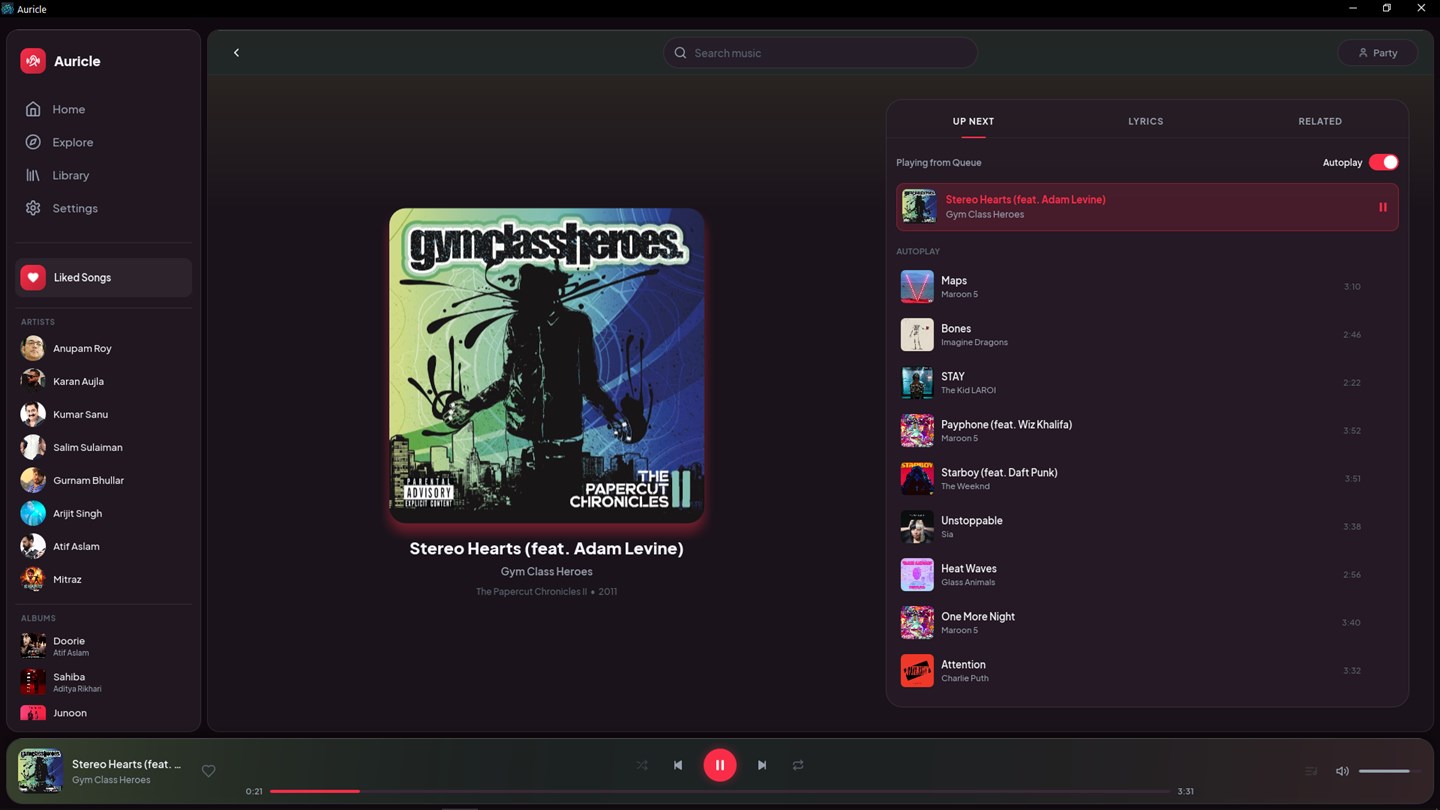 Auricle
Auricle
Home
Explore
Library
Settings
Liked Songs
ARTISTS
Anupam Roy
Karan Aujla
Kumar Sanu
Salim Sulaiman
Gurnam Bhullar
Arijit Singh
Atif Aslam
Mitraz
ALBUMS
Doorie
Atif Aslam
Sahiba
Aditya Rikhari
Junoon
Search music
Party
gymclassheroes.
PARENTAL
ADVISORY
EXPLICIT CONTENT
THE
PAPERCUT
CHRONICLES II
Stereo Hearts (feat. Adam Levine)
Gym Class Heroes
The Papercut Chronicles II • 2011
UP NEXT
LYRICS
RELATED
Playing from Queue
Autoplay
Stereo Hearts (feat. Adam Levine)
Gym Class Heroes
AUTOPLAY
Maps
Maroon 5
3:10
Bones
Imagine Dragons
2:46
STAY
The Kid LAROI
2:22
Payphone (feat. Wiz Khalifa)
Maroon 5
3:52
Starboy (feat. Daft Punk)
The Weeknd
3:51
Unstoppable
Sia
3:38
Heat Waves
Glass Animals
2:56
One More Night
Maroon 5
3:40
Attention
Charlie Puth
3:32
Stereo Hearts (feat. ...
Gym Class Heroes
0:21
3:31